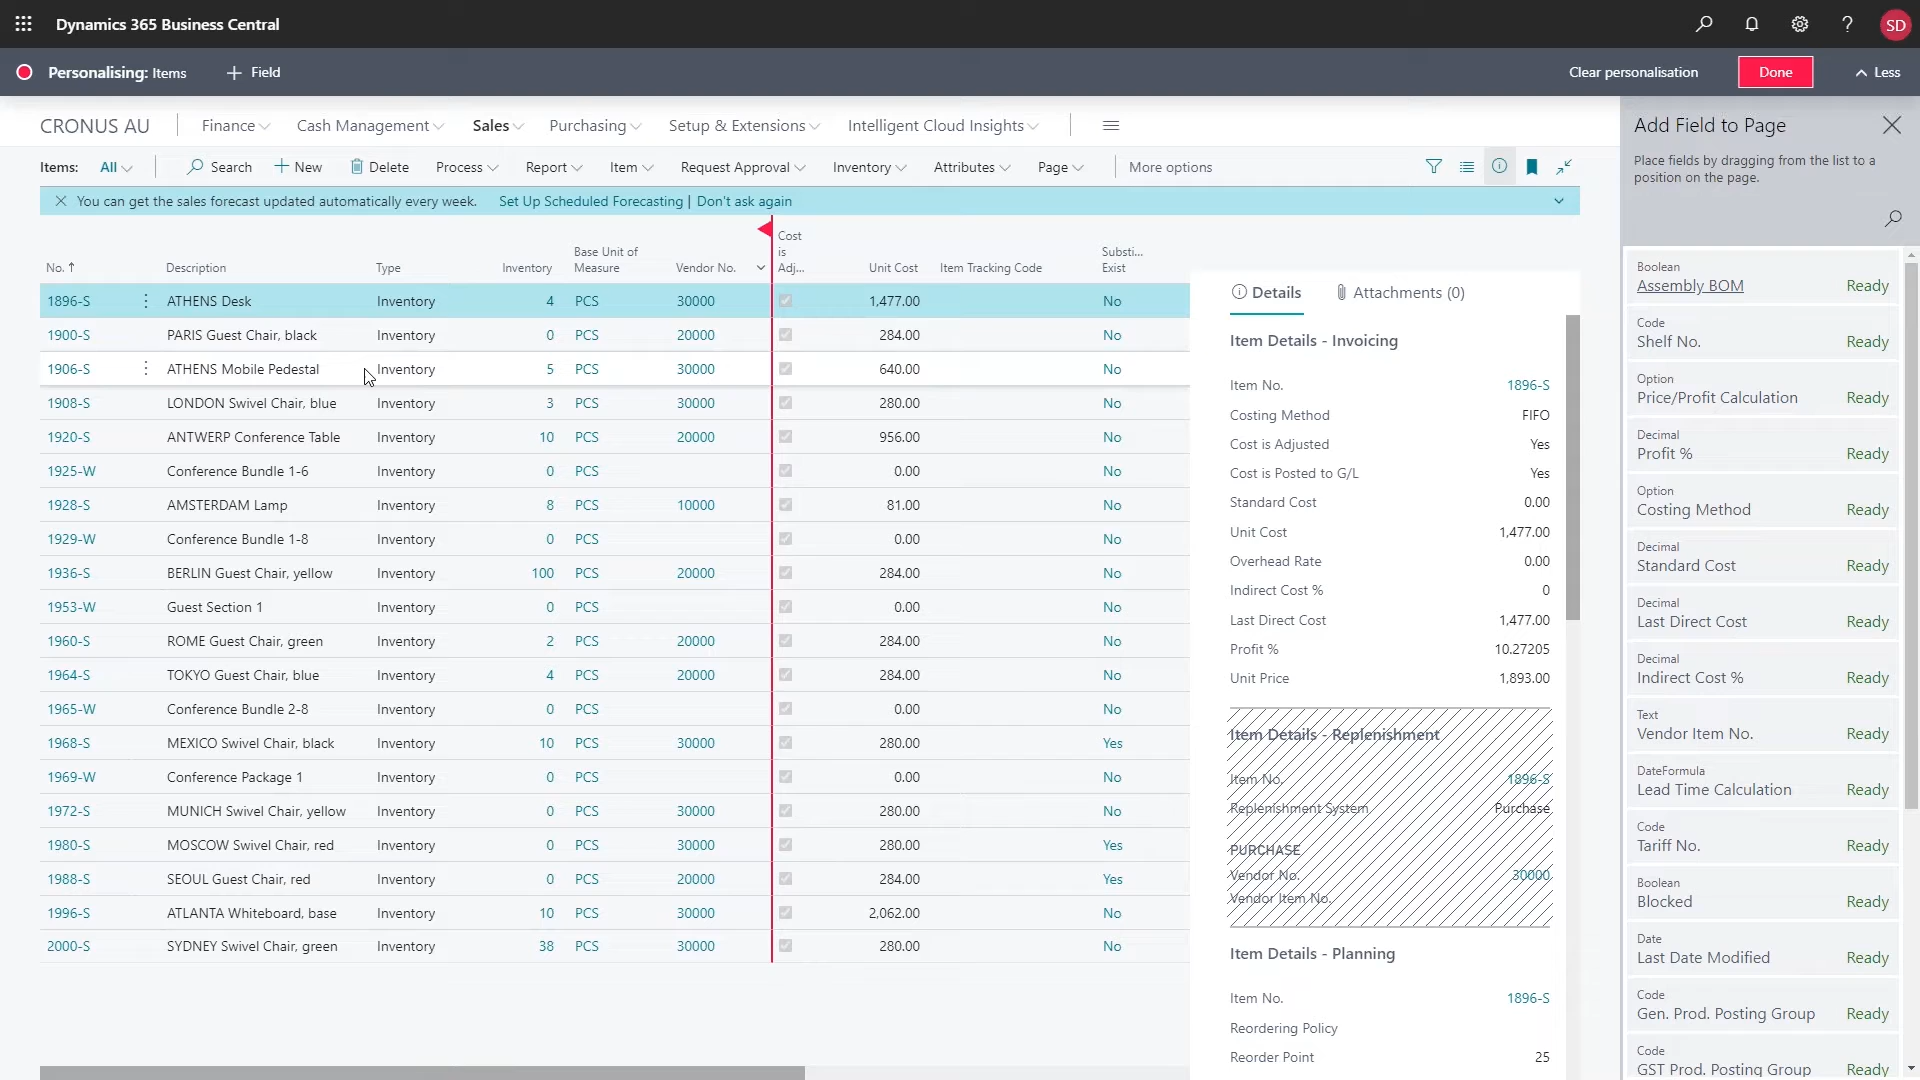 Dynamics 365 Business Central
SD
Personalising: Items
Field
Clear personalisation
Done
Less
CRONUS AU
Finance
Cash Management
Sales
Purchasing
Setup & Extensions
Intelligent Cloud Insights
Items:
All
Search
New
Delete
Process
Report
Item
Request Approval
Inventory
Attributes
Page
More options
You can get the sales forecast updated automatically every week. Set Up Scheduled Forecasting | Don't ask again
No. ↑
Description
Type
Inventory
Base Unit of
Measure
Vendor No.
Cost
is
Adj...
Unit Cost
Item Tracking Code
Substi...
Exist
1896-S ATHENS Desk Inventory 4 PCS 30000 1,477.00 No
1900-S PARIS Guest Chair, black Inventory 0 PCS 20000 284.00 No
1906-S ATHENS Mobile Pedestal Inventory 5 PCS 30000 640.00 No
1908-S LONDON Swivel Chair, blue Inventory 3 PCS 30000 280.00 No
1920-S ANTWERP Conference Table Inventory 10 PCS 20000 956.00 No
1925-W Conference Bundle 1-6 Inventory 0 PCS 0.00 No
1928-S AMSTERDAM Lamp Inventory 8 PCS 10000 81.00 No
1929-W Conference Bundle 1-8 Inventory 0 PCS 0.00 No
1936-S BERLIN Guest Chair, yellow Inventory 100 PCS 20000 284.00 No
1953-W Guest Section 1 Inventory 0 PCS 0.00 No
1960-S ROME Guest Chair, green Inventory 2 PCS 20000 284.00 No
1964-S TOKYO Guest Chair, blue Inventory 4 PCS 20000 284.00 No
1965-W Conference Bundle 2-8 Inventory 0 PCS 0.00 No
1968-S MEXICO Swivel Chair, black Inventory 10 PCS 30000 280.00 Yes
1969-W Conference Package 1 Inventory 0 PCS 0.00 No
1972-S MUNICH Swivel Chair, yellow Inventory 0 PCS 30000 280.00 No
1980-S MOSCOW Swivel Chair, red Inventory 0 PCS 30000 280.00 Yes
1988-S SEOUL Guest Chair, red Inventory 0 PCS 20000 284.00 Yes
1996-S ATLANTA Whiteboard, base Inventory 10 PCS 30000 2,062.00 No
2000-S SYDNEY Swivel Chair, green Inventory 38 PCS 30000 280.00 No
Details
Attachments (0)
Item Details - Invoicing
Item No. 1896-S
Costing Method FIFO
Cost is Adjusted Yes
Cost is Posted to G/L Yes
Standard Cost 0.00
Unit Cost 1,477.00
Overhead Rate 0.00
Indirect Cost % 0
Last Direct Cost 1,477.00
Profit % 10.27205
Unit Price 1,893.00
Item Details - Replenishment
Item No. 1896-S
Replenishment System Purchase
PURCHASE
Vendor No. 30000
Vendor Item No.
Item Details - Planning
Item No. 1896-S
Reordering Policy
Reorder Point 25
Add Field to Page
Place fields by dragging from the list to a
position on the page.
Boolean
Assembly BOM Ready
Code
Shelf No. Ready
Option
Price/Profit Calculation Ready
Decimal
Profit % Ready
Option
Costing Method Ready
Decimal
Standard Cost Ready
Decimal
Last Direct Cost Ready
Decimal
Indirect Cost % Ready
Text
Vendor Item No. Ready
DateFormula
Lead Time Calculation Ready
Code
Tariff No. Ready
Boolean
Blocked Ready
Date
Last Date Modified Ready
Code
Gen. Prod. Posting Group Ready
Code
GST Prod. Posting Group Ready